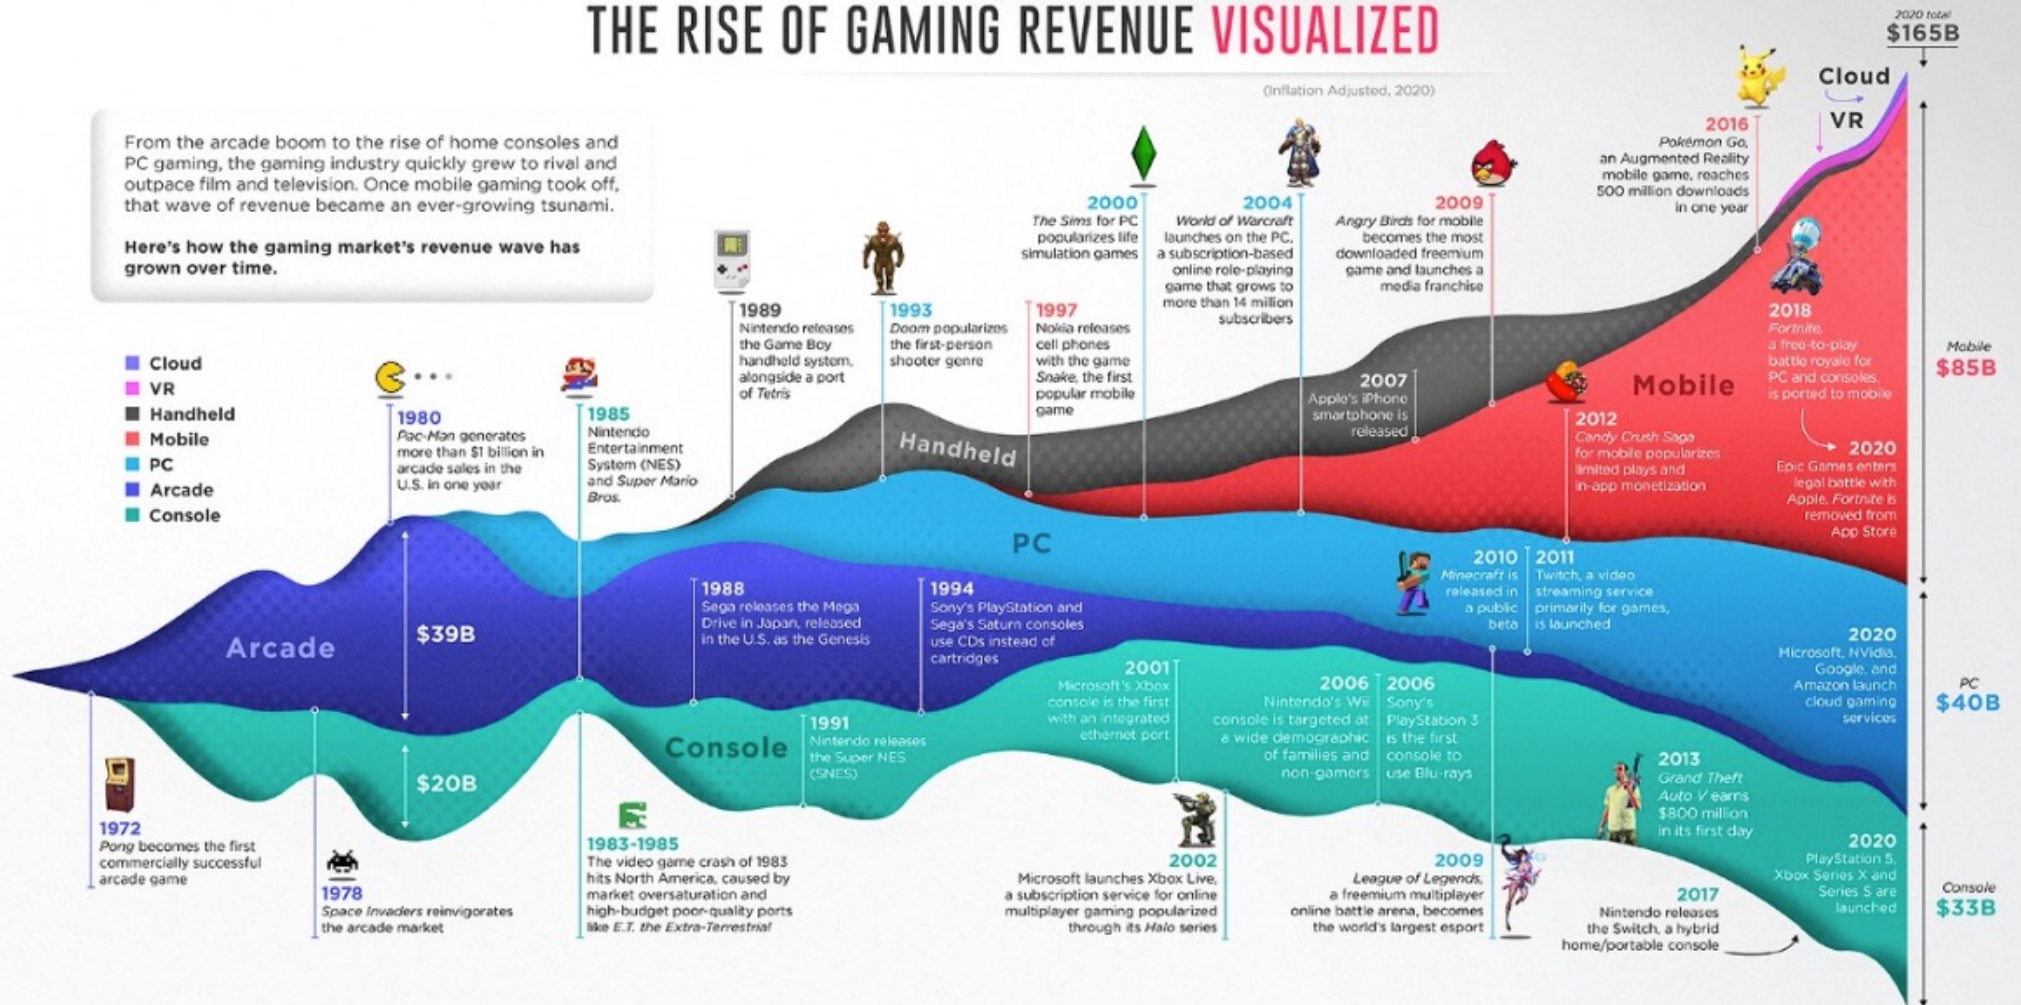 THE RISE OF GAMING REVENUE VISUALIZED
(Inflation Adjusted, 2020)
2020 total
$165B
From the arcade boom to the rise of home consoles and
PC gaming, the gaming industry quickly grew to rival and
outpace film and television. Once mobile gaming took off,
that wave of revenue became an ever-growing tsunami.
Here's how the gaming market's revenue wave has
grown over time.
Cloud
VR
Handheld
Mobile
PC
Arcade
Console
1980
Pac-Man generates
more than $1 billion in
arcade sales in the
U.S. in one year
1985
Nintendo
Entertainment
System (NES)
and Super Mario
Bros.
1989
Nintendo releases
the Game Boy
handheld system,
alongside a port
of Tetris
1993
Doom popularizes
the first-person
shooter genre
1997
Nokia releases
cell phones
with the game
Snake, the first
popular mobile
game
2000
The Sims for PC
popularizes life
simulation games
2004
World of Warcraft
launches on the PC,
a subscription-based
online role-playing
game that grows to
more than 14 million
subscribers
2009
Angry Birds for mobile
becomes the most
downloaded freemium
game and launches a
media franchise
2016
Pokémon Go,
an Augmented Reality
mobile game, reaches
500 million downloads
in one year
Cloud
VR
2007
Apple's iPhone
smartphone is
released
2012
Candy Crush Saga
for mobile popularizes
limited plays and
in-app monetization
2018
Fortnite,
a free-to-play
battle royale for
PC and consoles,
is ported to mobile
2020
Epic Games enters
legal battle with
Apple, Fortnite is
removed from
App Store
Handheld
Mobile
PC
Arcade
Console
$39B
$20B
1988
Sega releases the Mega
Drive in Japan, released
in the U.S. as the Genesis
1994
Sony's PlayStation and
Sega's Saturn consoles
use CDs instead of
cartridges
2010
Minecraft is
released in
a public
beta
2011
Twitch, a video
streaming service
primarily for games,
is launched
2020
Microsoft, NVidia,
Google, and
Amazon launch
cloud gaming
services
1991
Nintendo releases
the Super NES
(SNES)
2001
Microsoft's Xbox
console is the first
with an integrated
ethernet port
2006
Nintendo's Wii
console is targeted at
a wide demographic
of families and
non-gamers
2006
Sony's
PlayStation 3
is the first
console to
use Blu-rays
2013
Grand Theft
Auto V earns
$800 million
in its first day
2020
PlayStation 5,
Xbox Series X and
Series S are
launched
1972
Pong becomes the first
commercially successful
arcade game
1978
Space Invaders reinvigorates
the arcade market
1983-1985
The video game crash of 1983
hits North America, caused by
market oversaturation and
high-budget poor-quality ports
like E.T. the Extra-Terrestrial
2002
Microsoft launches Xbox Live,
a subscription service for online
multiplayer gaming popularized
through its Halo series
2009
League of Legends,
a freemium multiplayer
online battle arena, becomes
the world's largest esport
2017
Nintendo releases
the Switch, a hybrid
home/portable console
Mobile
$85B
PC
$40B
Console
$33B